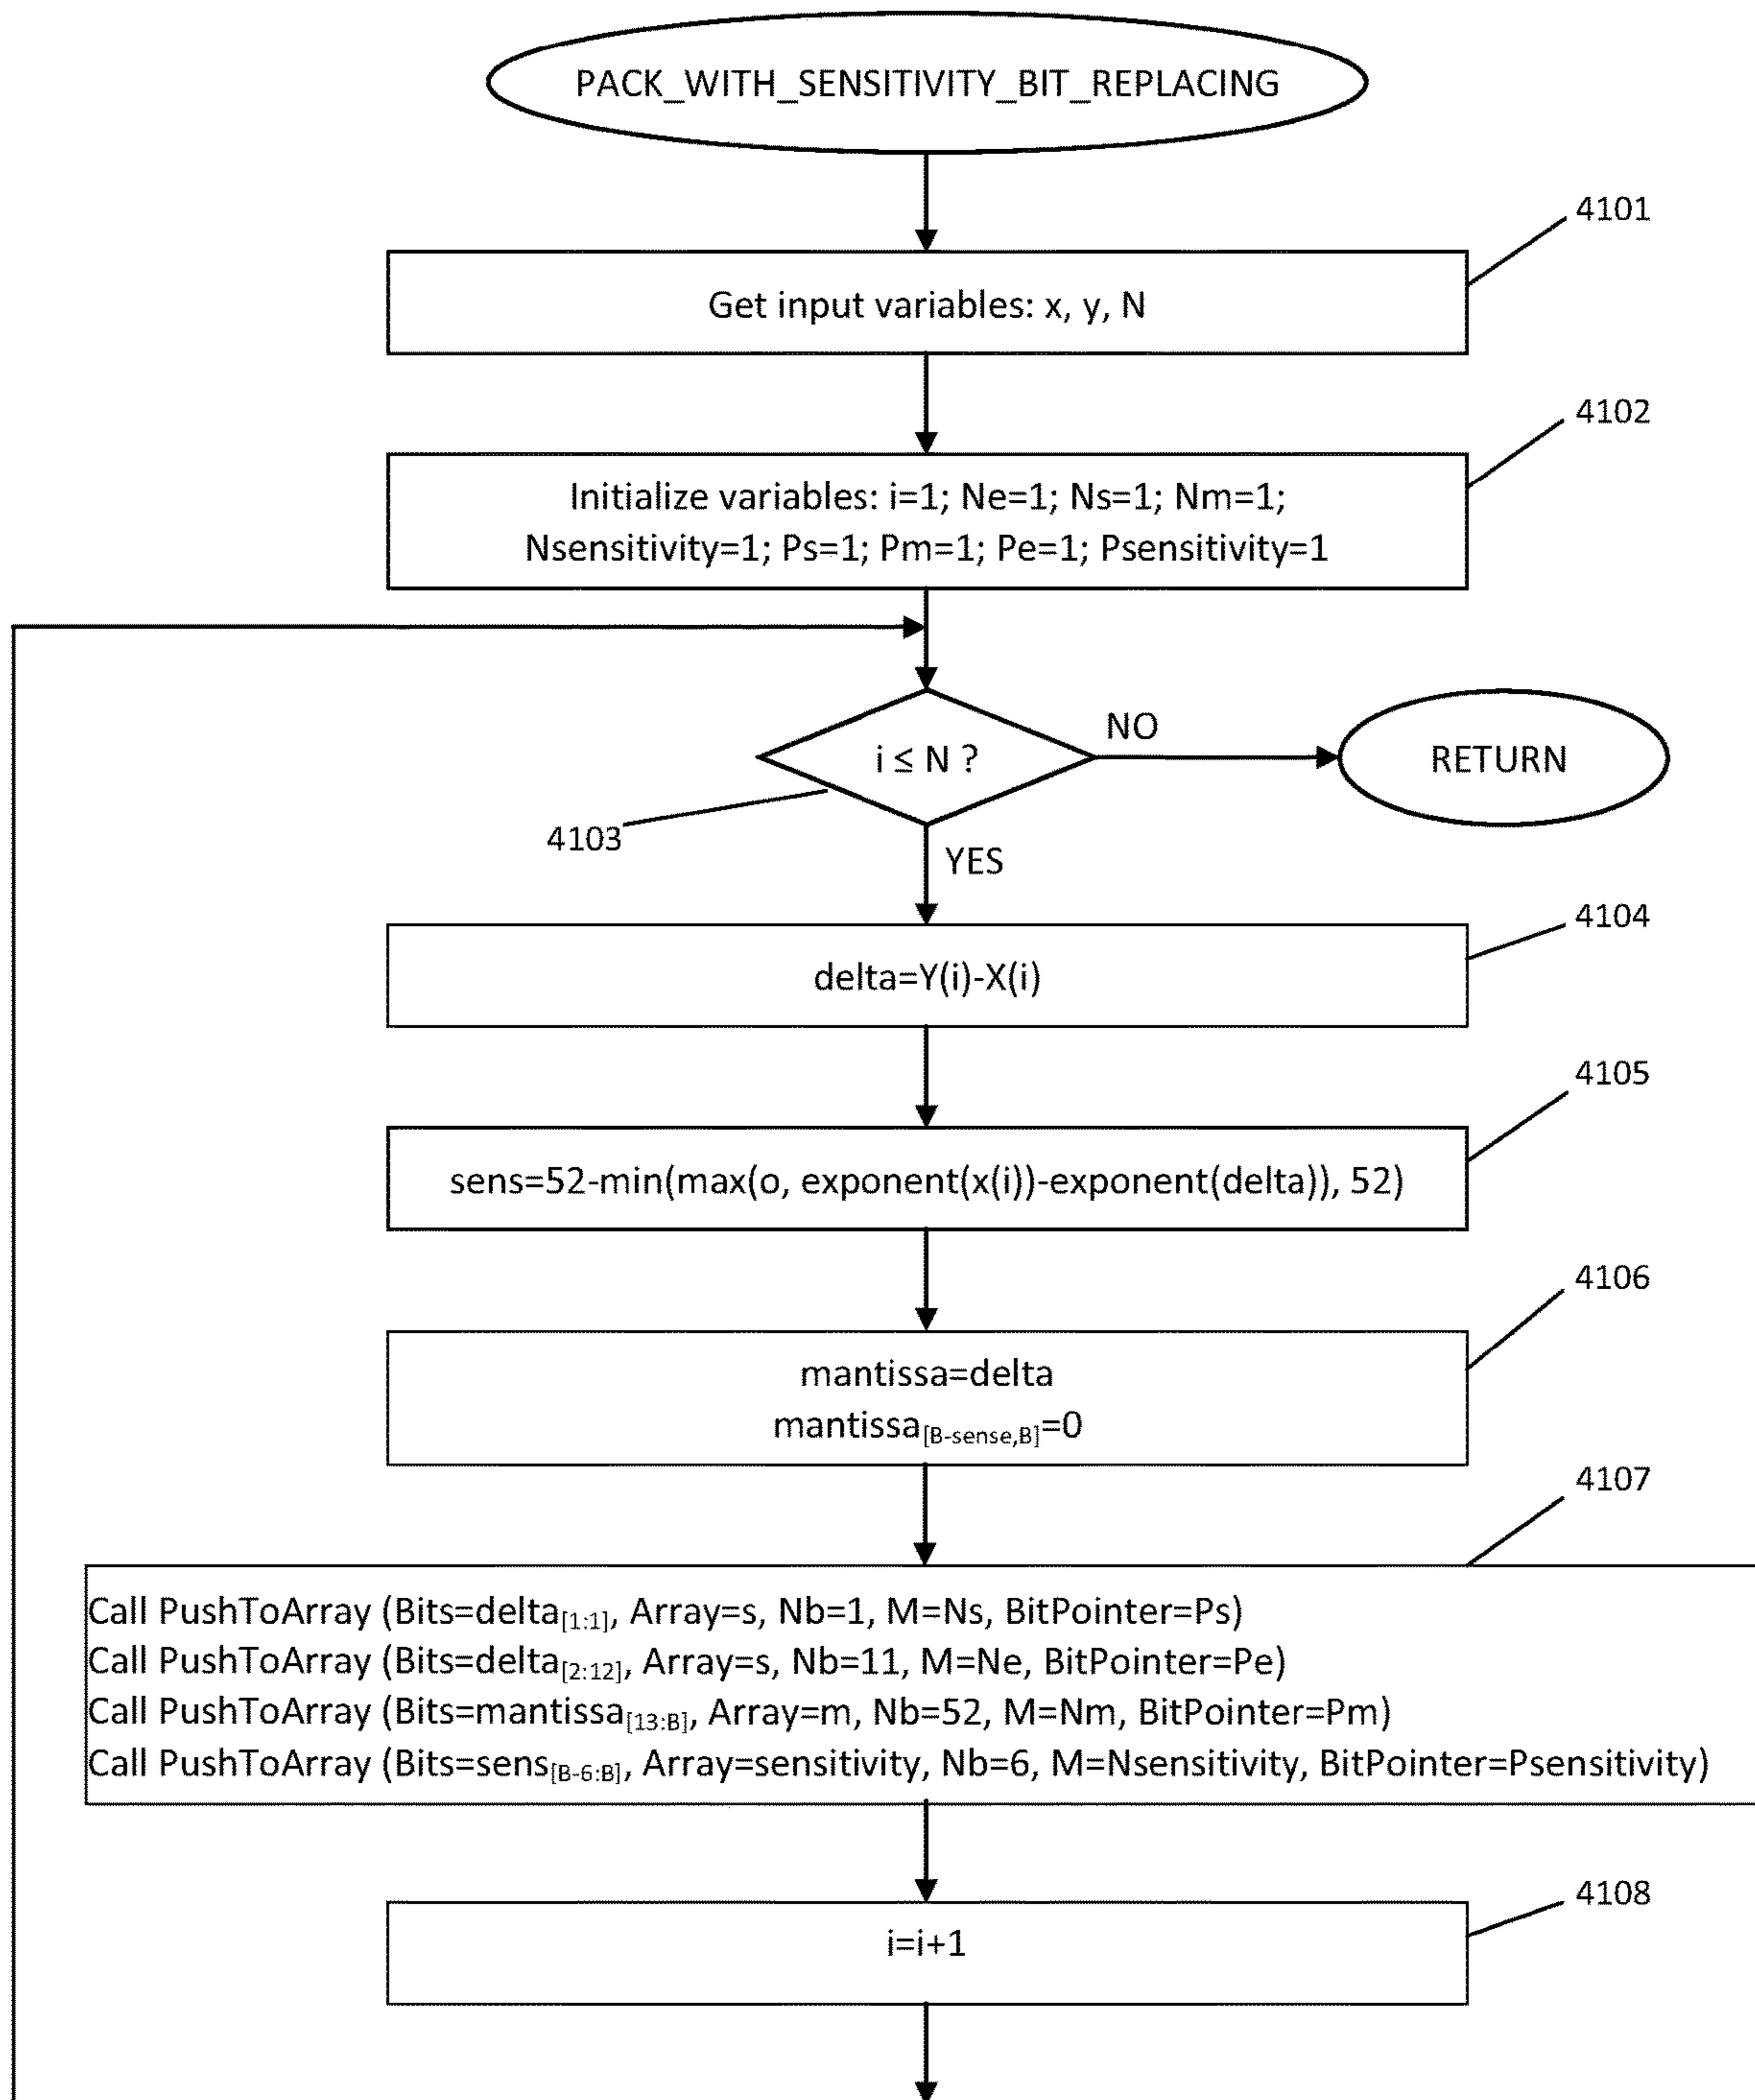 PACK_WITH_SENSITIVITY_BIT_REPLACING
4101
Get input variables: x, y, N
4102
Initialize variables: i=1; Ne=1; Ns=1; Nm=1;
Nsensitivity=1; Ps=1; Pm=1; Pe=1; Psensitivity=1
i ≤ N ?
NO
RETURN
4103
YES
4104
delta=Y(i)-X(i)
4105
sens=52-min(max(o, exponent(x(i))-exponent(delta)), 52)
4106
mantissa=delta
mantissa[B-sense,B]=0
4107
Call PushToArray (Bits=delta[1:1], Array=s, Nb=1, M=Ns, BitPointer=Ps)
Call PushToArray (Bits=delta[2:12], Array=s, Nb=11, M=Ne, BitPointer=Pe)
Call PushToArray (Bits=mantissa[13:B], Array=m, Nb=52, M=Nm, BitPointer=Pm)
Call PushToArray (Bits=sens[B-6:B], Array=sensitivity, Nb=6, M=Nsensitivity, BitPointer=Psensitivity)
4108
i=i+1